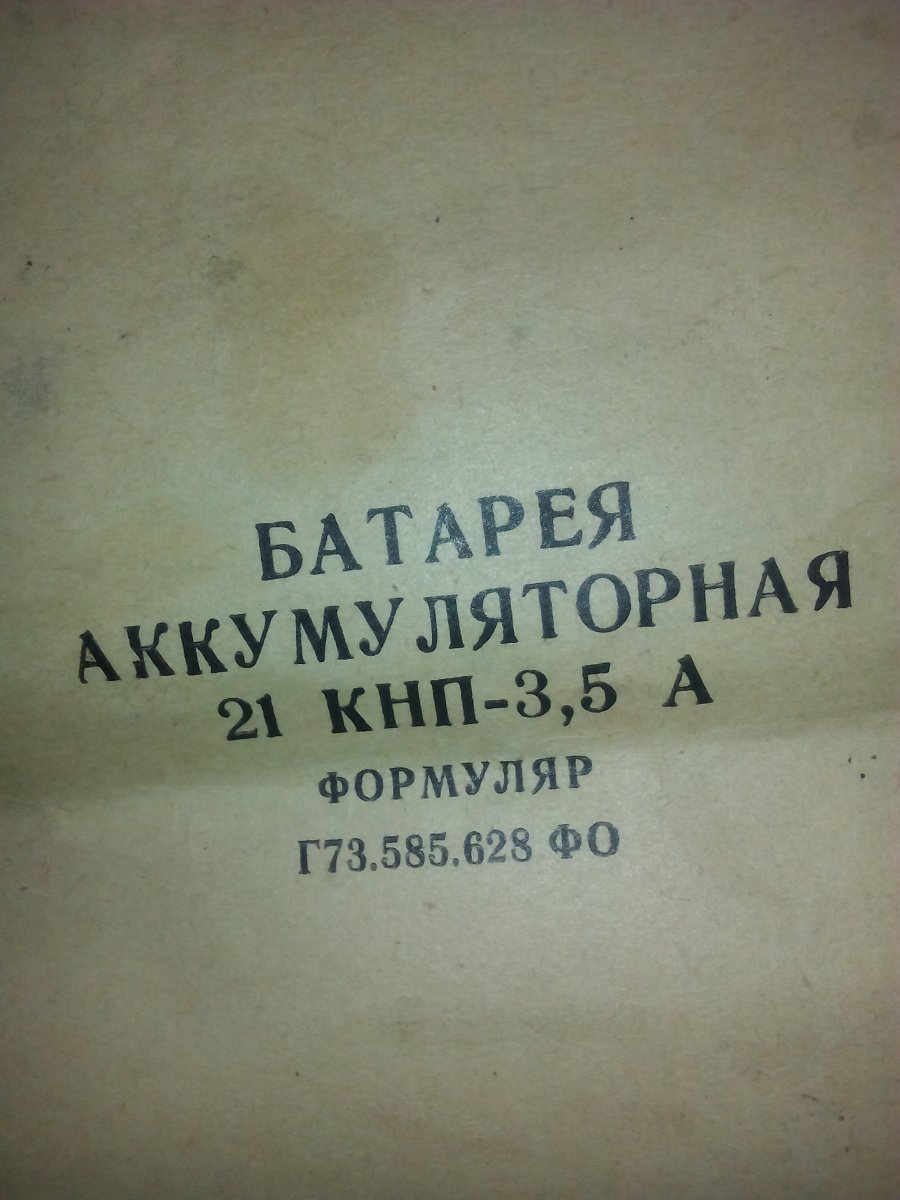 БАТАРЕЯ
АККУМУЛЯТОРНАЯ
21 КНП-3,5 А
ФОРМУЛЯР
Г73.585.628 ФО